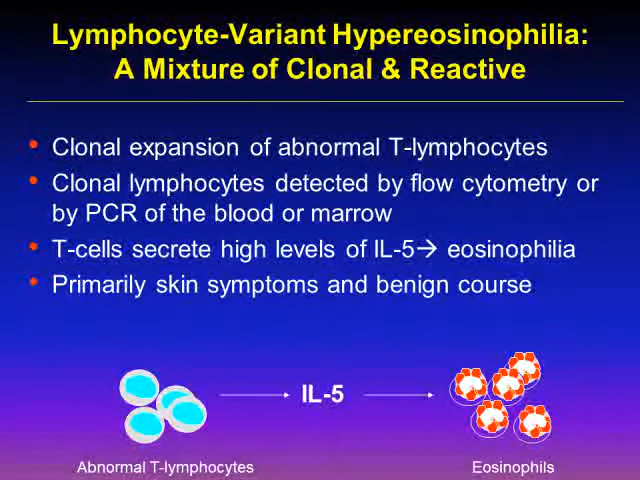 Lymphocyte-Variant Hypereosinophilia:
A Mixture of Clonal & Reactive
• Clonal expansion of abnormal T-lymphocytes
• Clonal lymphocytes detected by flow cytometry or
by PCR of the blood or marrow
• T-cells secrete high levels of IL-5→ eosinophilia
• Primarily skin symptoms and benign course
IL-5
Abnormal T-lymphocytes
Eosinophils